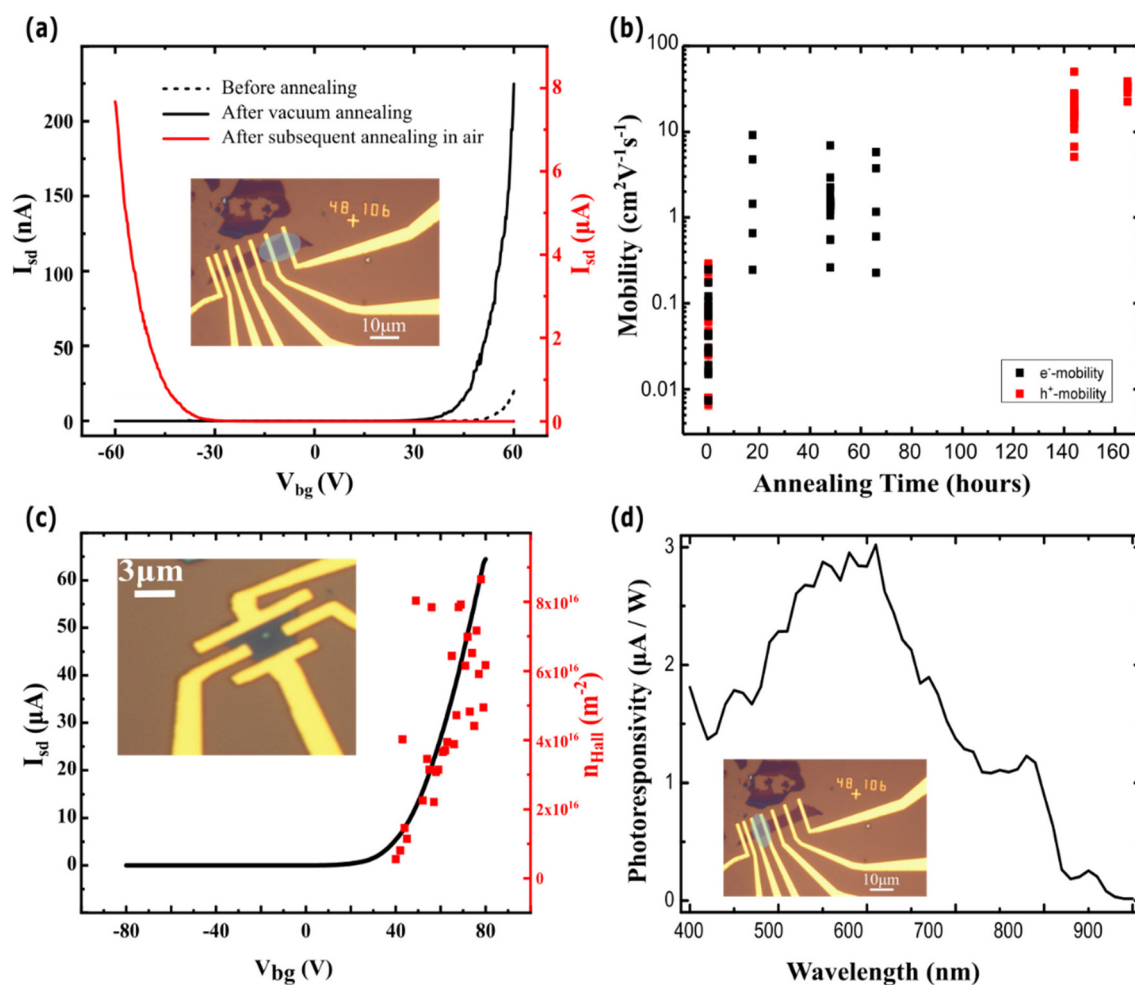 (a)
Before annealing
After vacuum annealing
After subsequent annealing in air
48 106
10μm
I_sd (nA)
200
150
100
50
25
0
I_sd (μA)
8
6
4
2
0
-60
-30
0
30
60
V_bg (V)
(b)
Mobility (cm²V⁻¹s⁻¹)
100
10
1
0.1
0.01
e⁻-mobility
h⁺-mobility
0 20 40 60 80 100 120 140 160
Annealing Time (hours)
(c)
3μm
I_sd (μA)
60
50
40
30
20
10
0
n_Hall (m⁻²)
8x10¹⁶
6x10¹⁶
4x10¹⁶
2x10¹⁶
0
-80 -40 0 40 80
V_bg (V)
(d)
Photoresponsivity (μA / W)
3
2
1
0
48 106
10μm
400 500 600 700 800 900
Wavelength (nm)